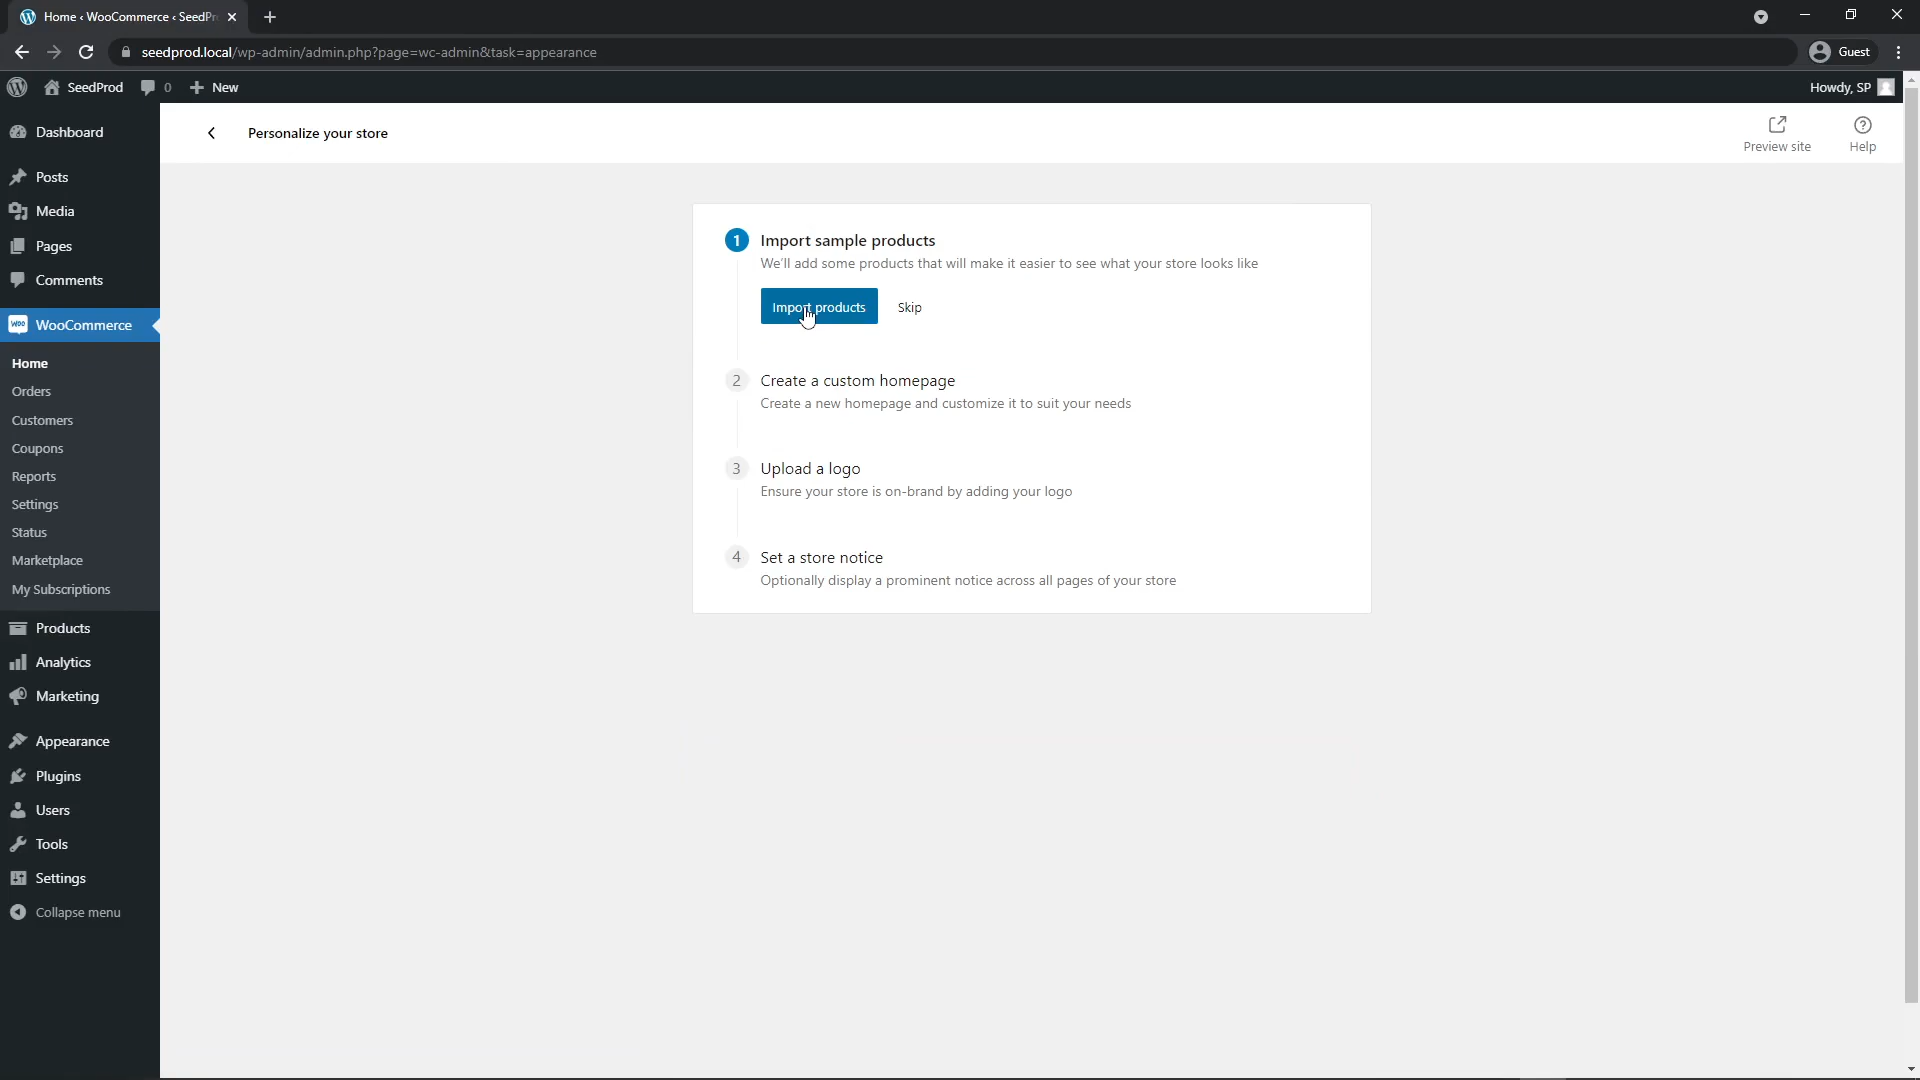 Home ‹ WooCommerce ‹ SeedPr
seedprod.local/wp-admin/admin.php?page=wc-admin&task=appearance
Guest
SeedProd
0
New
Howdy, SP
Dashboard
Posts
Media
Pages
Comments
Woo
WooCommerce
Home
Orders
Customers
Coupons
Reports
Settings
Status
Marketplace
My Subscriptions
Products
Analytics
Marketing
Appearance
Plugins
Users
Tools
Settings
Collapse menu
Personalize your store
Preview site
Help
1 Import sample products
We'll add some products that will make it easier to see what your store looks like
Import products Skip
2 Create a custom homepage
Create a new homepage and customize it to suit your needs
3 Upload a logo
Ensure your store is on-brand by adding your logo
4 Set a store notice
Optionally display a prominent notice across all pages of your store